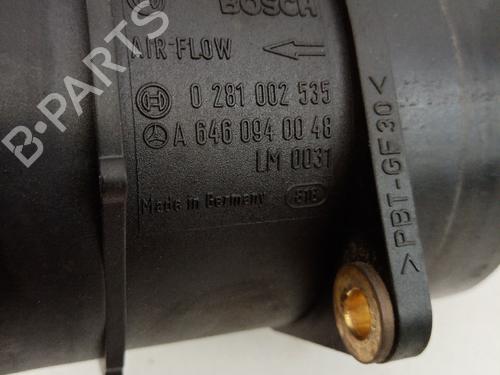 BOSCH
AIR-FLOW
0 281 002 535
A 646 094 00 48
LM 0031
Made in Germany
>PBT-GF30<
B-PARTS